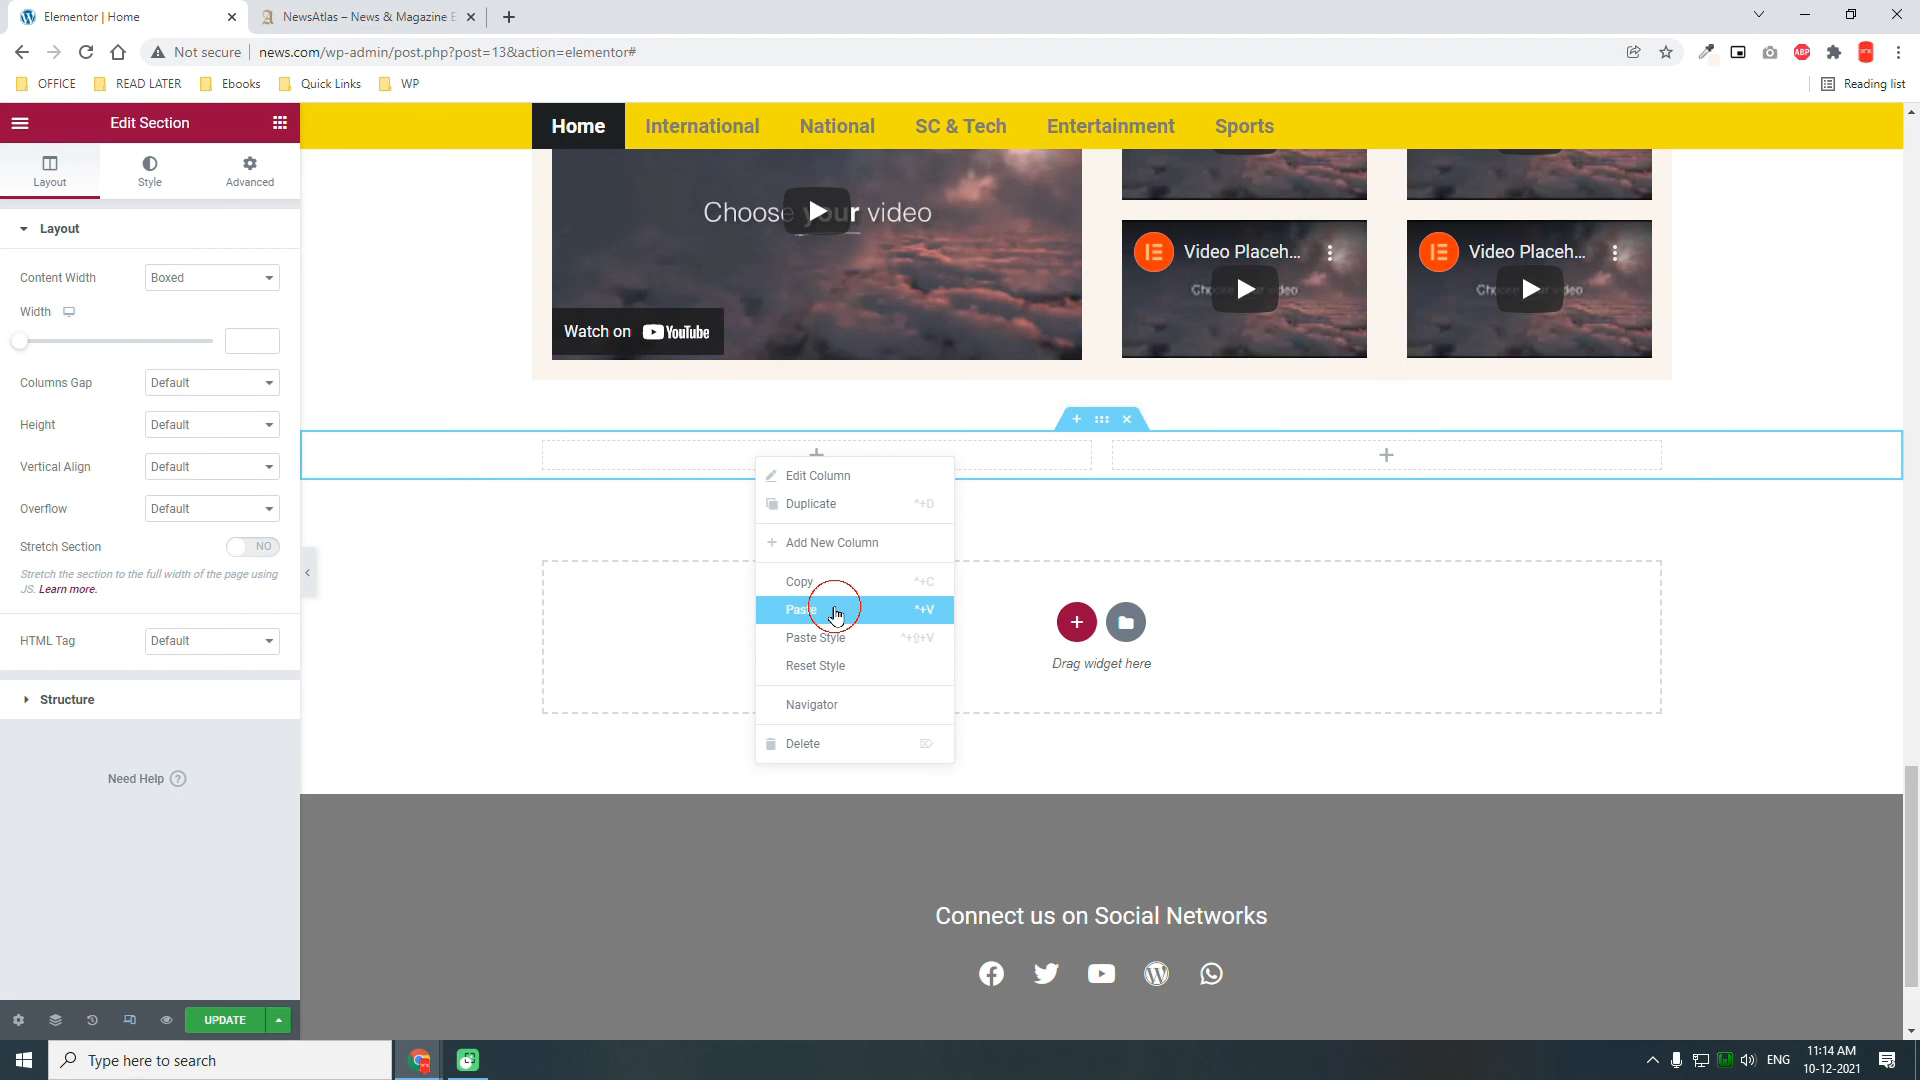 Elementor | Home
NewsAtlas – News & Magazine E
Not secure
news.com/wp-admin/post.php?post=13&action=elementor#
ABP
OFFICE
READ LATER
Ebooks
Quick Links
WP
Reading list
Edit Section
Layout
Style
Advanced
Layout
Content Width
Boxed
Width
Columns Gap
Default
Height
Default
Vertical Align
Default
Overflow
Default
Stretch Section
NO
Stretch the section to the full width of the page using
JS. Learn more.
HTML Tag
Default
Structure
Need Help
UPDATE
Home
International
National
SC & Tech
Entertainment
Sports
Choose your video
Watch on YouTube
Video Placeh...
Video Placeh...
Edit Column
Duplicate ^+D
Add New Column
Copy ^+C
Paste ^+V
Paste Style ^+⇧+V
Reset Style
Navigator
Delete
Drag widget here
Connect us on Social Networks
Type here to search
ENG
11:14 AM
10-12-2021